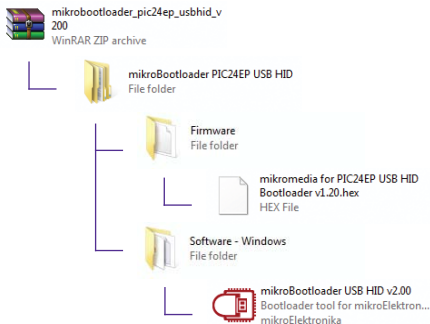 mikrobootloader_pic24ep_usbhid_v
200
WinRAR ZIP archive
mikroBootloader PIC24EP USB HID
File folder
Firmware
File folder
mikromedia for PIC24EP USB HID
Bootloader v1.20.hex
HEX File
Software - Windows
File folder
mikroBootloader USB HID v2.00
Bootloader tool for mikroElektron...
mikroElektronika